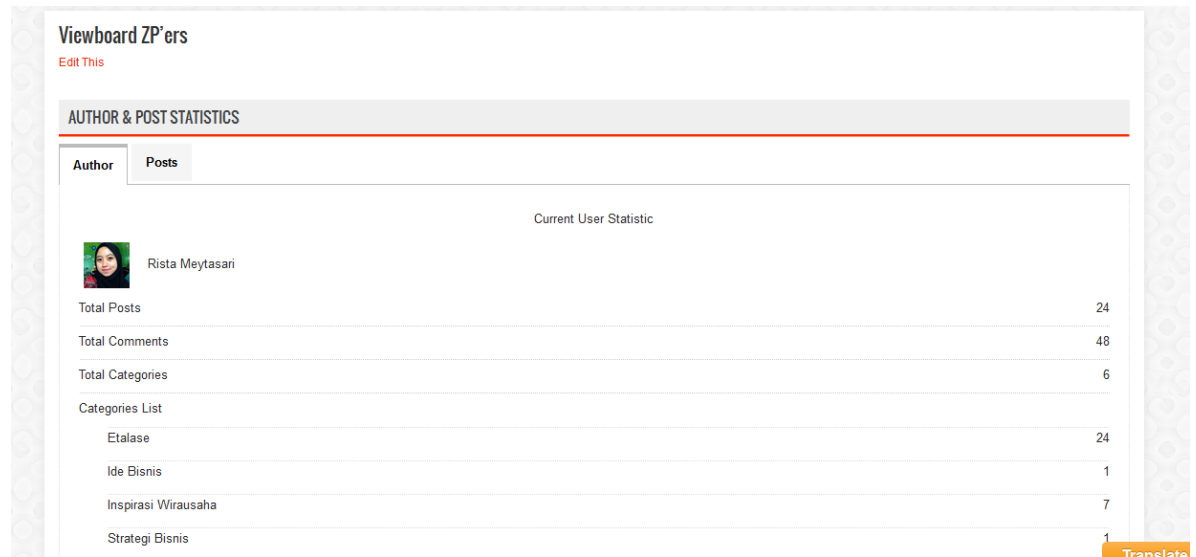 Viewboard ZP’ers
Edit This
AUTHOR & POST STATISTICS
Author Posts
Current User Statistic
Rista Meytasari
Total Posts 24
Total Comments 48
Total Categories 6
Categories List
Etalase 24
Ide Bisnis 1
Inspirasi Wirausaha 7
Strategi Bisnis 1
Translate